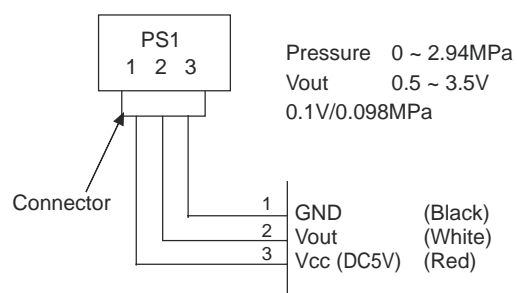 PS1
1 2 3
Pressure 0 ~ 2.94MPa
Vout 0.5 ~ 3.5V
0.1V/0.098MPa
Connector
1 GND (Black)
2 Vout (White)
3 Vcc (DC5V) (Red)